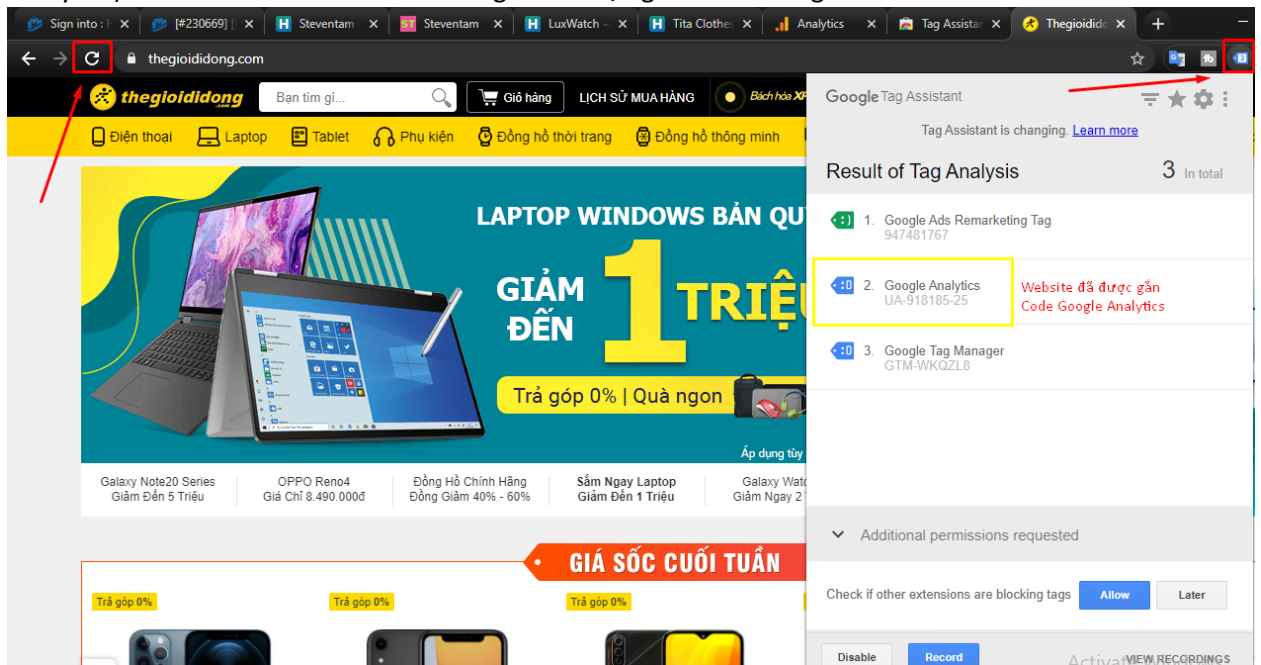 Sign into : H
[#230669] [
Steventam
Steventam
LuxWatch –
Tita Clothes
Analytics
Tag Assistan
Thegioidido
thegioididong.com
thegioididong
.com
Bạn tìm gì...
Giỏ hàng
LỊCH SỬ MUA HÀNG
Bách hóa XA
Điện thoại
Laptop
Tablet
Phụ kiện
Đồng hồ thời trang
Đồng hồ thông minh
LAPTOP WINDOWS BẢN QU
GIẢM
ĐẾN
1
TRIỆU
Trả góp 0% | Quà ngon
Áp dụng tùy
Galaxy Note20 Series
Giảm Đến 5 Triệu
OPPO Reno4
Giá Chỉ 8.490.000đ
Đồng Hồ Chính Hãng
Đồng Giảm 40% - 60%
Sắm Ngay Laptop
Giảm Đến 1 Triệu
Galaxy Watc
Giảm Ngay 2 T
GIÁ SỐC CUỐI TUẦN
Trả góp 0%
Trả góp 0%
Trả góp 0%
Google Tag Assistant
Tag Assistant is changing. Learn more
Result of Tag Analysis
3 In total
1. Google Ads Remarketing Tag
947481767
2. Google Analytics
UA-918185-25
Website đã được gắn
Code Google Analytics
3. Google Tag Manager
GTM-WKQZL8
Additional permissions requested
Check if other extensions are blocking tags
Allow
Later
Disable
Record
VIEW RECORDINGS